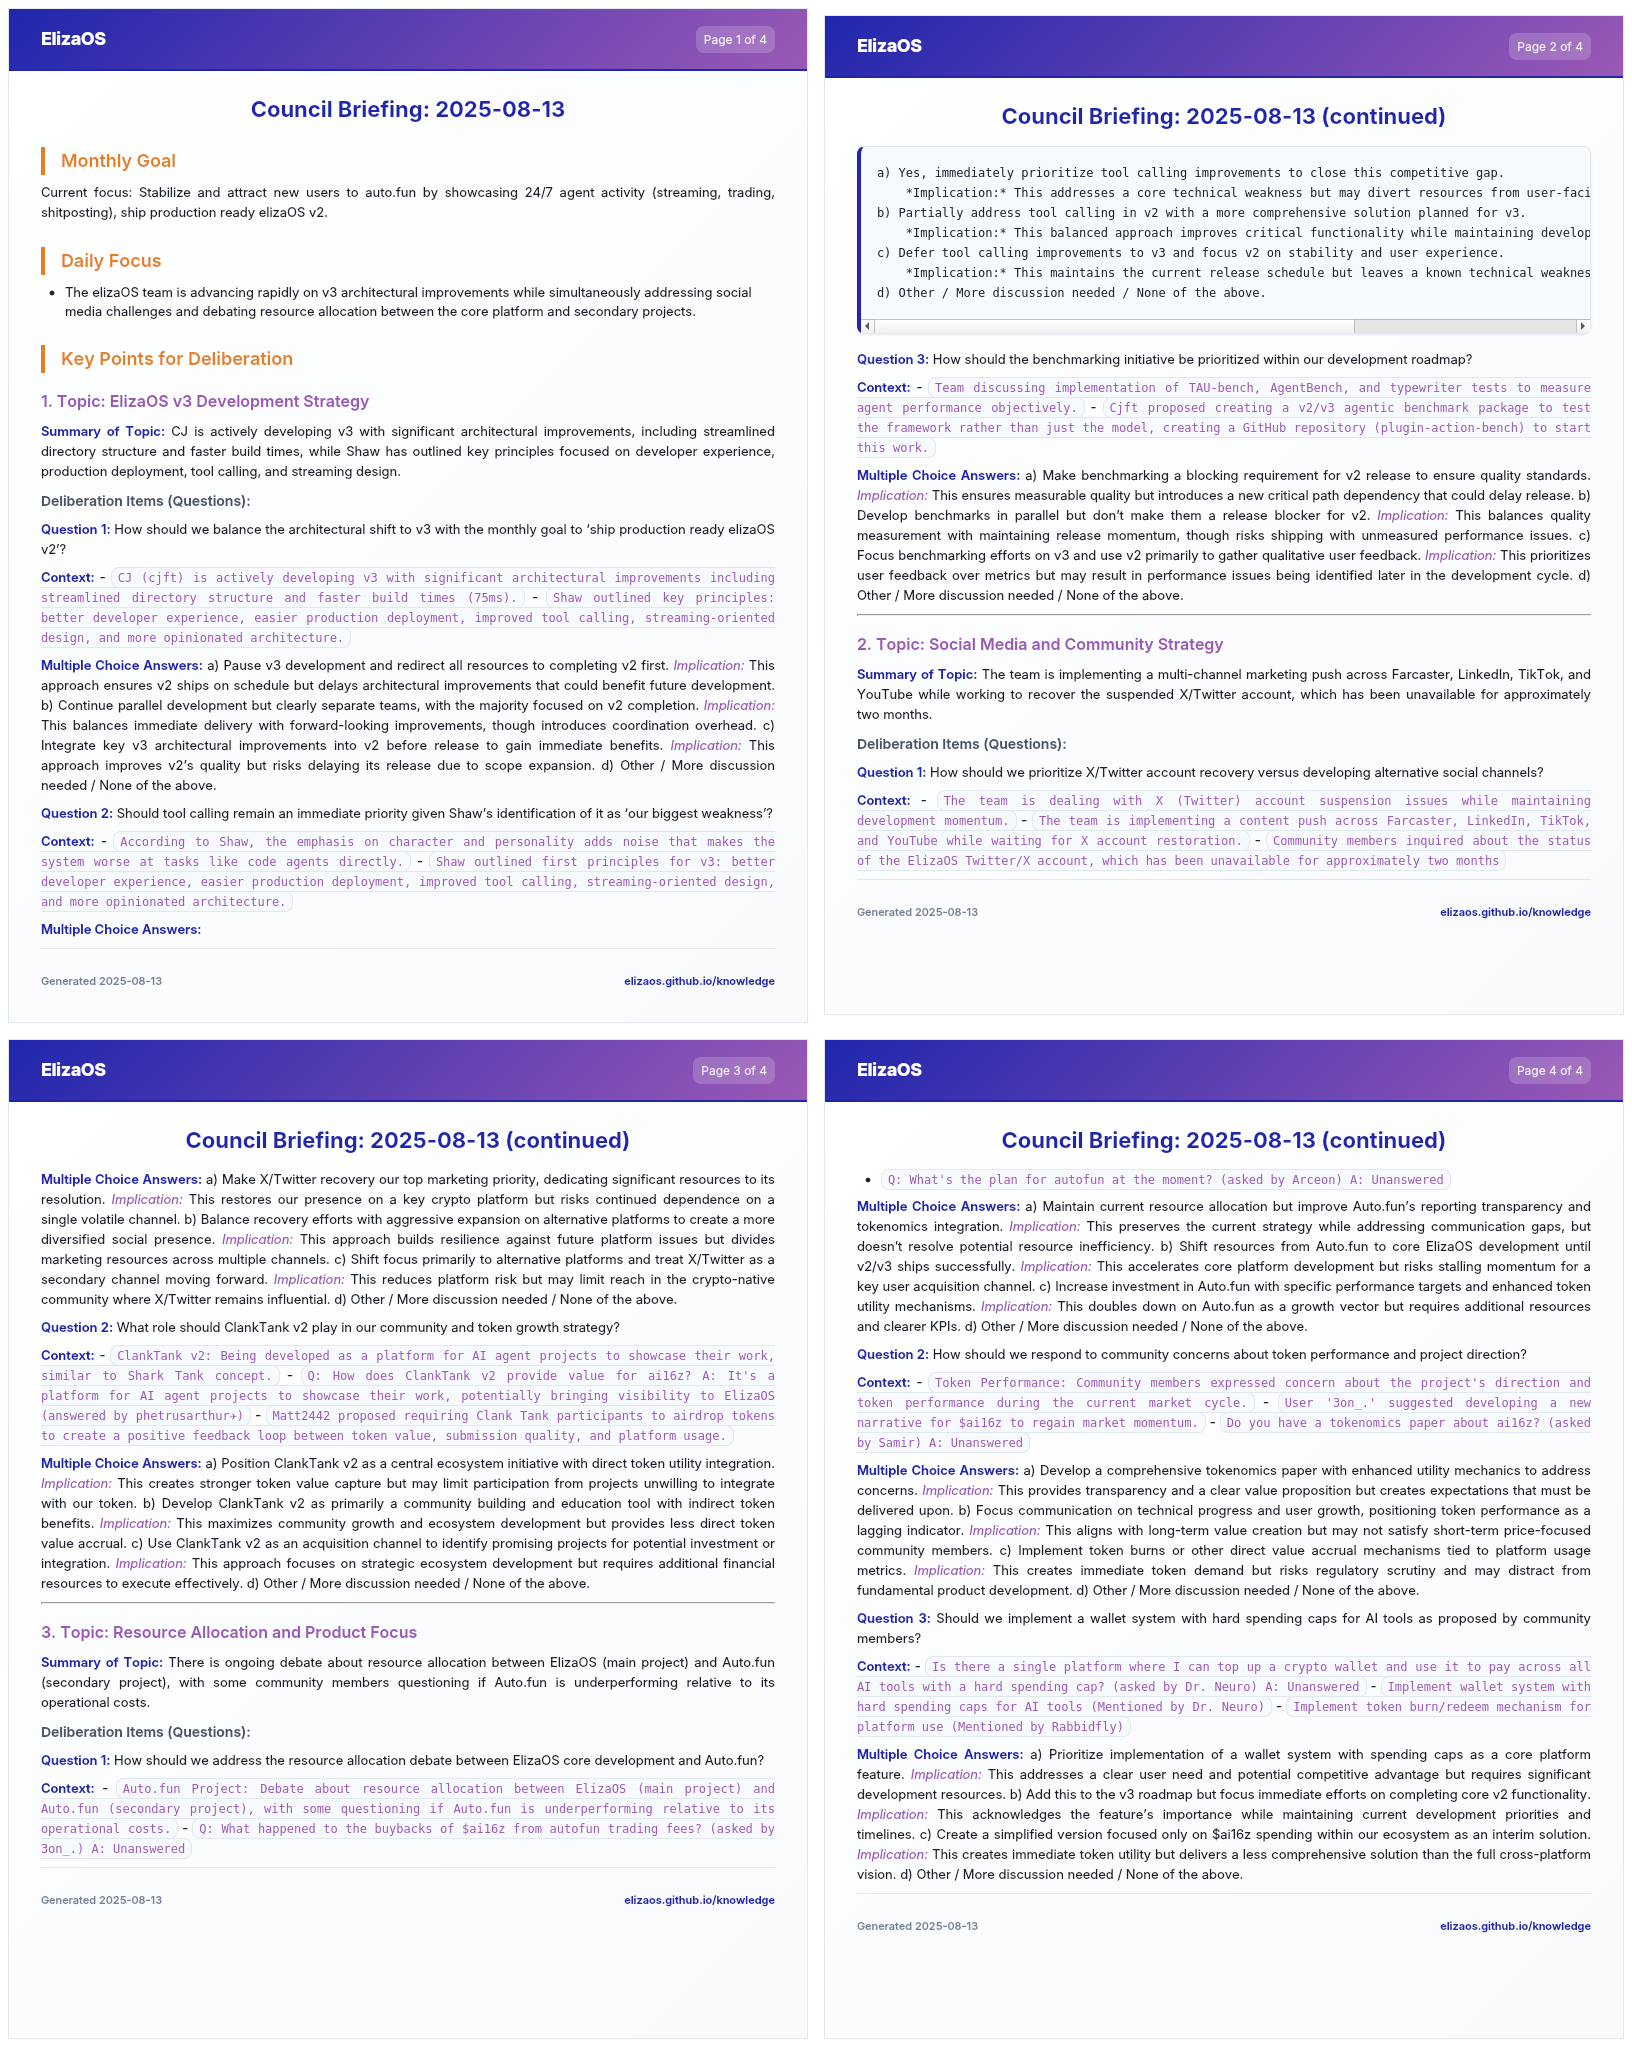 ElizaOS
Page 1 of 4
Council Briefing: 2025-08-13
Monthly Goal
Current focus: Stabilize and attract new users to auto.fun by showcasing 24/7 agent activity (streaming, trading,
shitposting), ship production ready elizaOS v2.
Daily Focus
• The elizaOS team is advancing rapidly on v3 architectural improvements while simultaneously addressing social
media challenges and debating resource allocation between the core platform and secondary projects.
Key Points for Deliberation
1. Topic: ElizaOS v3 Development Strategy
Summary of Topic: CJ is actively developing v3 with significant architectural improvements, including streamlined
directory structure and faster build times, while Shaw has outlined key principles focused on developer experience,
production deployment, tool calling, and streaming design.
Deliberation Items (Questions):
Question 1: How should we balance the architectural shift to v3 with the monthly goal to ‘ship production ready elizaOS
v2’?
Context: - CJ (cjft) is actively developing v3 with significant architectural improvements including
streamlined directory structure and faster build times (75ms). - Shaw outlined key principles:
better developer experience, easier production deployment, improved tool calling, streaming-oriented
design, and more opinionated architecture.
Multiple Choice Answers: a) Pause v3 development and redirect all resources to completing v2 first. Implication: This
approach ensures v2 ships on schedule but delays architectural improvements that could benefit future development.
b) Continue parallel development but clearly separate teams, with the majority focused on v2 completion. Implication:
This balances immediate delivery with forward-looking improvements, though introduces coordination overhead. c)
Integrate key v3 architectural improvements into v2 before release to gain immediate benefits. Implication: This
approach improves v2’s quality but risks delaying its release due to scope expansion. d) Other / More discussion
needed / None of the above.
Question 2: Should tool calling remain an immediate priority given Shaw’s identification of it as ‘our biggest weakness’?
Context: - According to Shaw, the emphasis on character and personality adds noise that makes the
system worse at tasks like code agents directly. - Shaw outlined first principles for v3: better
developer experience, easier production deployment, improved tool calling, streaming-oriented design,
and more opinionated architecture.
Multiple Choice Answers:
Generated 2025-08-13
elizaos.github.io/knowledge
ElizaOS
Page 2 of 4
Council Briefing: 2025-08-13 (continued)
a) Yes, immediately prioritize tool calling improvements to close this competitive gap.
*Implication:* This addresses a core technical weakness but may divert resources from user-faci
b) Partially address tool calling in v2 with a more comprehensive solution planned for v3.
*Implication:* This balanced approach improves critical functionality while maintaining develop
c) Defer tool calling improvements to v3 and focus v2 on stability and user experience.
*Implication:* This maintains the current release schedule but leaves a known technical weaknes
d) Other / More discussion needed / None of the above.
Question 3: How should the benchmarking initiative be prioritized within our development roadmap?
Context: - Team discussing implementation of TAU-bench, AgentBench, and typewriter tests to measure
agent performance objectively. - Cjft proposed creating a v2/v3 agentic benchmark package to test
the framework rather than just the model, creating a GitHub repository (plugin-action-bench) to start
this work.
Multiple Choice Answers: a) Make benchmarking a blocking requirement for v2 release to ensure quality standards.
Implication: This ensures measurable quality but introduces a new critical path dependency that could delay release. b)
Develop benchmarks in parallel but don’t make them a release blocker for v2. Implication: This balances quality
measurement with maintaining release momentum, though risks shipping with unmeasured performance issues. c)
Focus benchmarking efforts on v3 and use v2 primarily to gather qualitative user feedback. Implication: This prioritizes
user feedback over metrics but may result in performance issues being identified later in the development cycle. d)
Other / More discussion needed / None of the above.
2. Topic: Social Media and Community Strategy
Summary of Topic: The team is implementing a multi-channel marketing push across Farcaster, LinkedIn, TikTok, and
YouTube while working to recover the suspended X/Twitter account, which has been unavailable for approximately
two months.
Deliberation Items (Questions):
Question 1: How should we prioritize X/Twitter account recovery versus developing alternative social channels?
Context: - The team is dealing with X (Twitter) account suspension issues while maintaining
development momentum. - The team is implementing a content push across Farcaster, LinkedIn, TikTok,
and YouTube while waiting for X account restoration. - Community members inquired about the status
of the ElizaOS Twitter/X account, which has been unavailable for approximately two months
Generated 2025-08-13
elizaos.github.io/knowledge
ElizaOS
Page 3 of 4
Council Briefing: 2025-08-13 (continued)
Multiple Choice Answers: a) Make X/Twitter recovery our top marketing priority, dedicating significant resources to its
resolution. Implication: This restores our presence on a key crypto platform but risks continued dependence on a
single volatile channel. b) Balance recovery efforts with aggressive expansion on alternative platforms to create a more
diversified social presence. Implication: This approach builds resilience against future platform issues but divides
marketing resources across multiple channels. c) Shift focus primarily to alternative platforms and treat X/Twitter as a
secondary channel moving forward. Implication: This reduces platform risk but may limit reach in the crypto-native
community where X/Twitter remains influential. d) Other / More discussion needed / None of the above.
Question 2: What role should ClankTank v2 play in our community and token growth strategy?
Context: - ClankTank v2: Being developed as a platform for AI agent projects to showcase their work,
similar to Shark Tank concept. - Q: How does ClankTank v2 provide value for ai16z? A: It's a
platform for AI agent projects to showcase their work, potentially bringing visibility to ElizaOS
(answered by phetrusarthur✈) - Matt2442 proposed requiring Clank Tank participants to airdrop tokens
to create a positive feedback loop between token value, submission quality, and platform usage.
Multiple Choice Answers: a) Position ClankTank v2 as a central ecosystem initiative with direct token utility integration.
Implication: This creates stronger token value capture but may limit participation from projects unwilling to integrate
with our token. b) Develop ClankTank v2 as primarily a community building and education tool with indirect token
benefits. Implication: This maximizes community growth and ecosystem development but provides less direct token
value accrual. c) Use ClankTank v2 as an acquisition channel to identify promising projects for potential investment or
integration. Implication: This approach focuses on strategic ecosystem development but requires additional financial
resources to execute effectively. d) Other / More discussion needed / None of the above.
3. Topic: Resource Allocation and Product Focus
Summary of Topic: There is ongoing debate about resource allocation between ElizaOS (main project) and Auto.fun
(secondary project), with some community members questioning if Auto.fun is underperforming relative to its
operational costs.
Deliberation Items (Questions):
Question 1: How should we address the resource allocation debate between ElizaOS core development and Auto.fun?
Context: - Auto.fun Project: Debate about resource allocation between ElizaOS (main project) and
Auto.fun (secondary project), with some questioning if Auto.fun is underperforming relative to its
operational costs. - Q: What happened to the buybacks of $ai16z from autofun trading fees? (asked by
3on_.) A: Unanswered
Generated 2025-08-13
elizaos.github.io/knowledge
ElizaOS
Page 4 of 4
Council Briefing: 2025-08-13 (continued)
• Q: What's the plan for autofun at the moment? (asked by Arceon) A: Unanswered
Multiple Choice Answers: a) Maintain current resource allocation but improve Auto.fun’s reporting transparency and
tokenomics integration. Implication: This preserves the current strategy while addressing communication gaps, but
doesn’t resolve potential resource inefficiency. b) Shift resources from Auto.fun to core ElizaOS development until
v2/v3 ships successfully. Implication: This accelerates core platform development but risks stalling momentum for a
key user acquisition channel. c) Increase investment in Auto.fun with specific performance targets and enhanced token
utility mechanisms. Implication: This doubles down on Auto.fun as a growth vector but requires additional resources
and clearer KPIs. d) Other / More discussion needed / None of the above.
Question 2: How should we respond to community concerns about token performance and project direction?
Context: - Token Performance: Community members expressed concern about the project's direction and
token performance during the current market cycle. - User '3on_.' suggested developing a new
narrative for $ai16z to regain market momentum. - Do you have a tokenomics paper about ai16z? (asked
by Samir) A: Unanswered
Multiple Choice Answers: a) Develop a comprehensive tokenomics paper with enhanced utility mechanics to address
concerns. Implication: This provides transparency and a clear value proposition but creates expectations that must be
delivered upon. b) Focus communication on technical progress and user growth, positioning token performance as a
lagging indicator. Implication: This aligns with long-term value creation but may not satisfy short-term price-focused
community members. c) Implement token burns or other direct value accrual mechanisms tied to platform usage
metrics. Implication: This creates immediate token demand but risks regulatory scrutiny and may distract from
fundamental product development. d) Other / More discussion needed / None of the above.
Question 3: Should we implement a wallet system with hard spending caps for AI tools as proposed by community
members?
Context: - Is there a single platform where I can top up a crypto wallet and use it to pay across all
AI tools with a hard spending cap? (asked by Dr. Neuro) A: Unanswered - Implement wallet system with
hard spending caps for AI tools (Mentioned by Dr. Neuro) - Implement token burn/redeem mechanism for
platform use (Mentioned by Rabbidfly)
Multiple Choice Answers: a) Prioritize implementation of a wallet system with spending caps as a core platform
feature. Implication: This addresses a clear user need and potential competitive advantage but requires significant
development resources. b) Add this to the v3 roadmap but focus immediate efforts on completing core v2 functionality.
Implication: This acknowledges the feature’s importance while maintaining current development priorities and
timelines. c) Create a simplified version focused only on $ai16z spending within our ecosystem as an interim solution.
Implication: This creates immediate token utility but delivers a less comprehensive solution than the full cross-platform
vision. d) Other / More discussion needed / None of the above.
Generated 2025-08-13
elizaos.github.io/knowledge